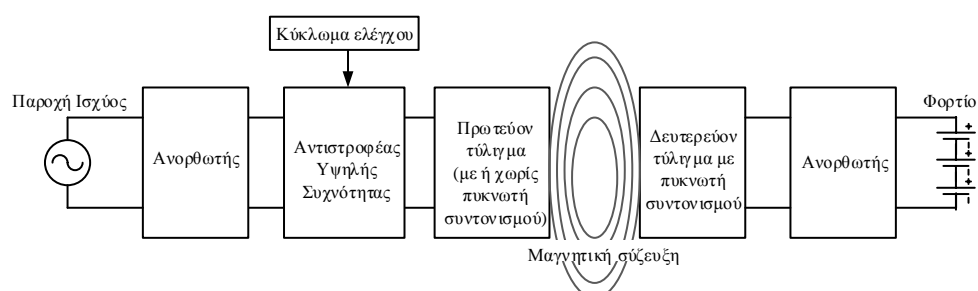 Κύκλωμα ελέγχου
Παροχή Ισχύος
Ανορθωτής
Αντιστροφέας
Υψηλής
Συχνότητας
Πρωτεύον
τύλιγμα
(με ή χωρίς
πυκνωτή
συντονισμού)
Μαγνητική σύζευξη
Δευτερεύον
τύλιγμα με
πυκνωτή
συντονισμού
Ανορθωτής
Φορτίο